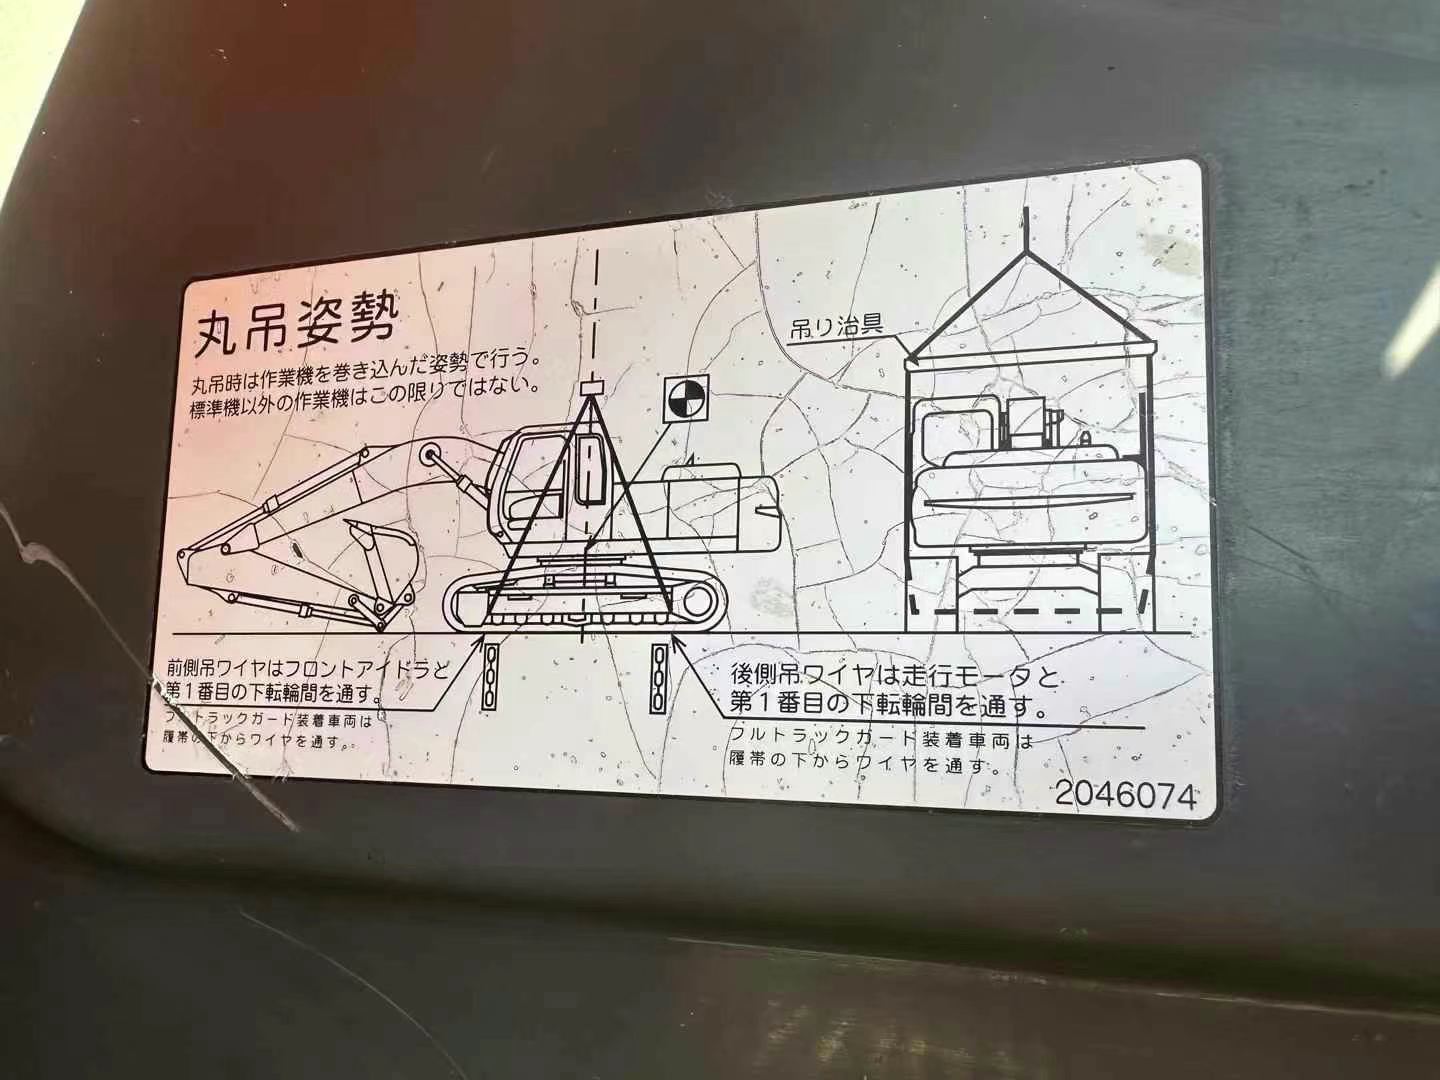 丸吊姿勢
丸吊時は作業機を巻き込んだ姿勢で行う。
標準機以外の作業機はこの限りではない。
吊り治具
前側吊ワイヤはフロントアイドラと
第1番目の下転輪間を通す。
フルトラックガード装着車両は
履帯の下からワイヤを通す。
後側吊ワイヤは走行モータと
第1番目の下転輪間を通す。
フルトラックガード装着車両は
履帯の下からワイヤを通す。
2046074